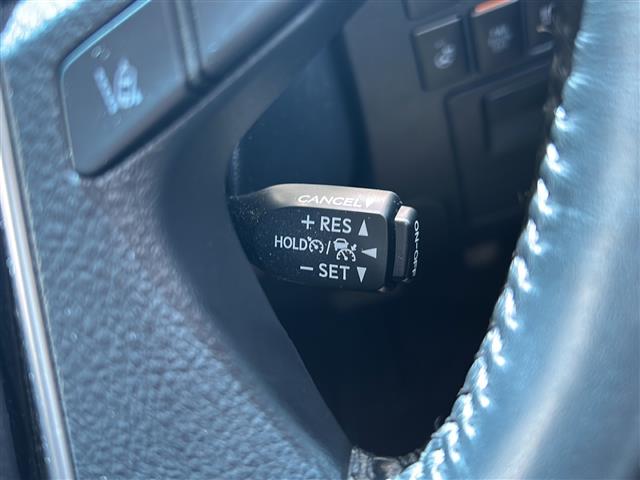 CANCEL
+ RES ▲
HOLD / ◄
− SET ▼
ON-OFF